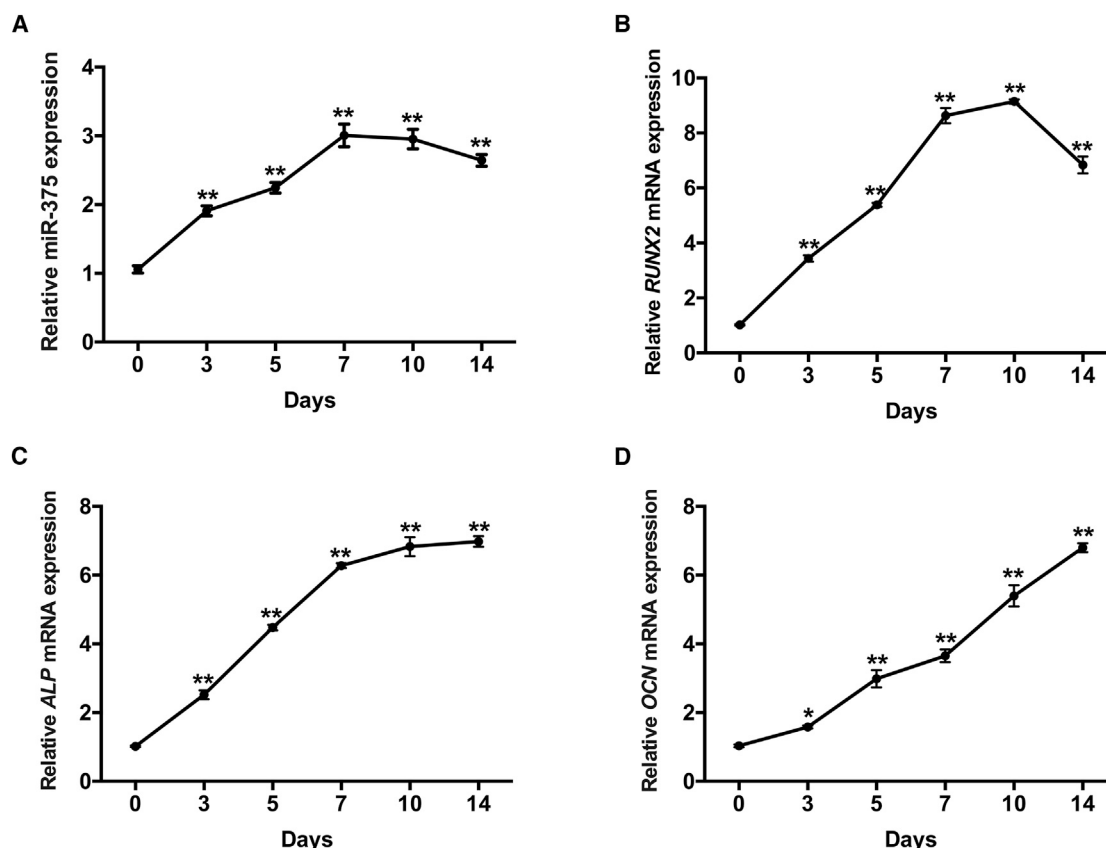 A
Relative miR-375 expression
4
3
2
1
0
**
**
**
**
**
0 3 5 7 10 14
Days
B
Relative RUNX2 mRNA expression
10
8
6
4
2
0
**
**
**
**
**
0 3 5 7 10 14
Days
C
Relative ALP mRNA expression
8
6
4
2
0
**
**
**
**
**
0 3 5 7 10 14
Days
D
Relative OCN mRNA expression
8
6
4
2
0
*
**
**
**
**
0 3 5 7 10 14
Days